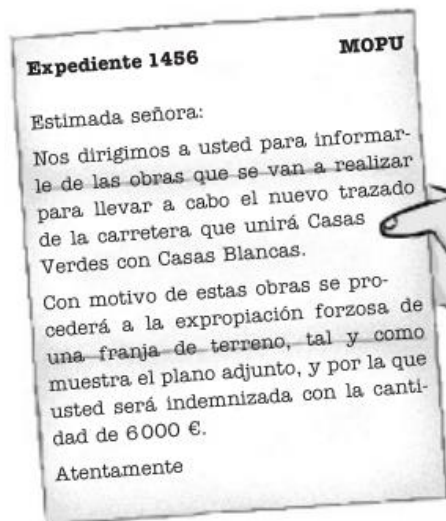 Expediente 1456 MOPU
Estimada señora:
Nos dirigimos a usted para informar-
le de las obras que se van a realizar
para llevar a cabo el nuevo trazado
de la carretera que unirá Casas
Verdes con Casas Blancas.
Con motivo de estas obras se pro-
cederá a la expropiación forzosa de
una franja de terreno, tal y como
muestra el plano adjunto, y por la que
usted será indemnizada con la canti-
dad de 6 000 €.
Atentamente